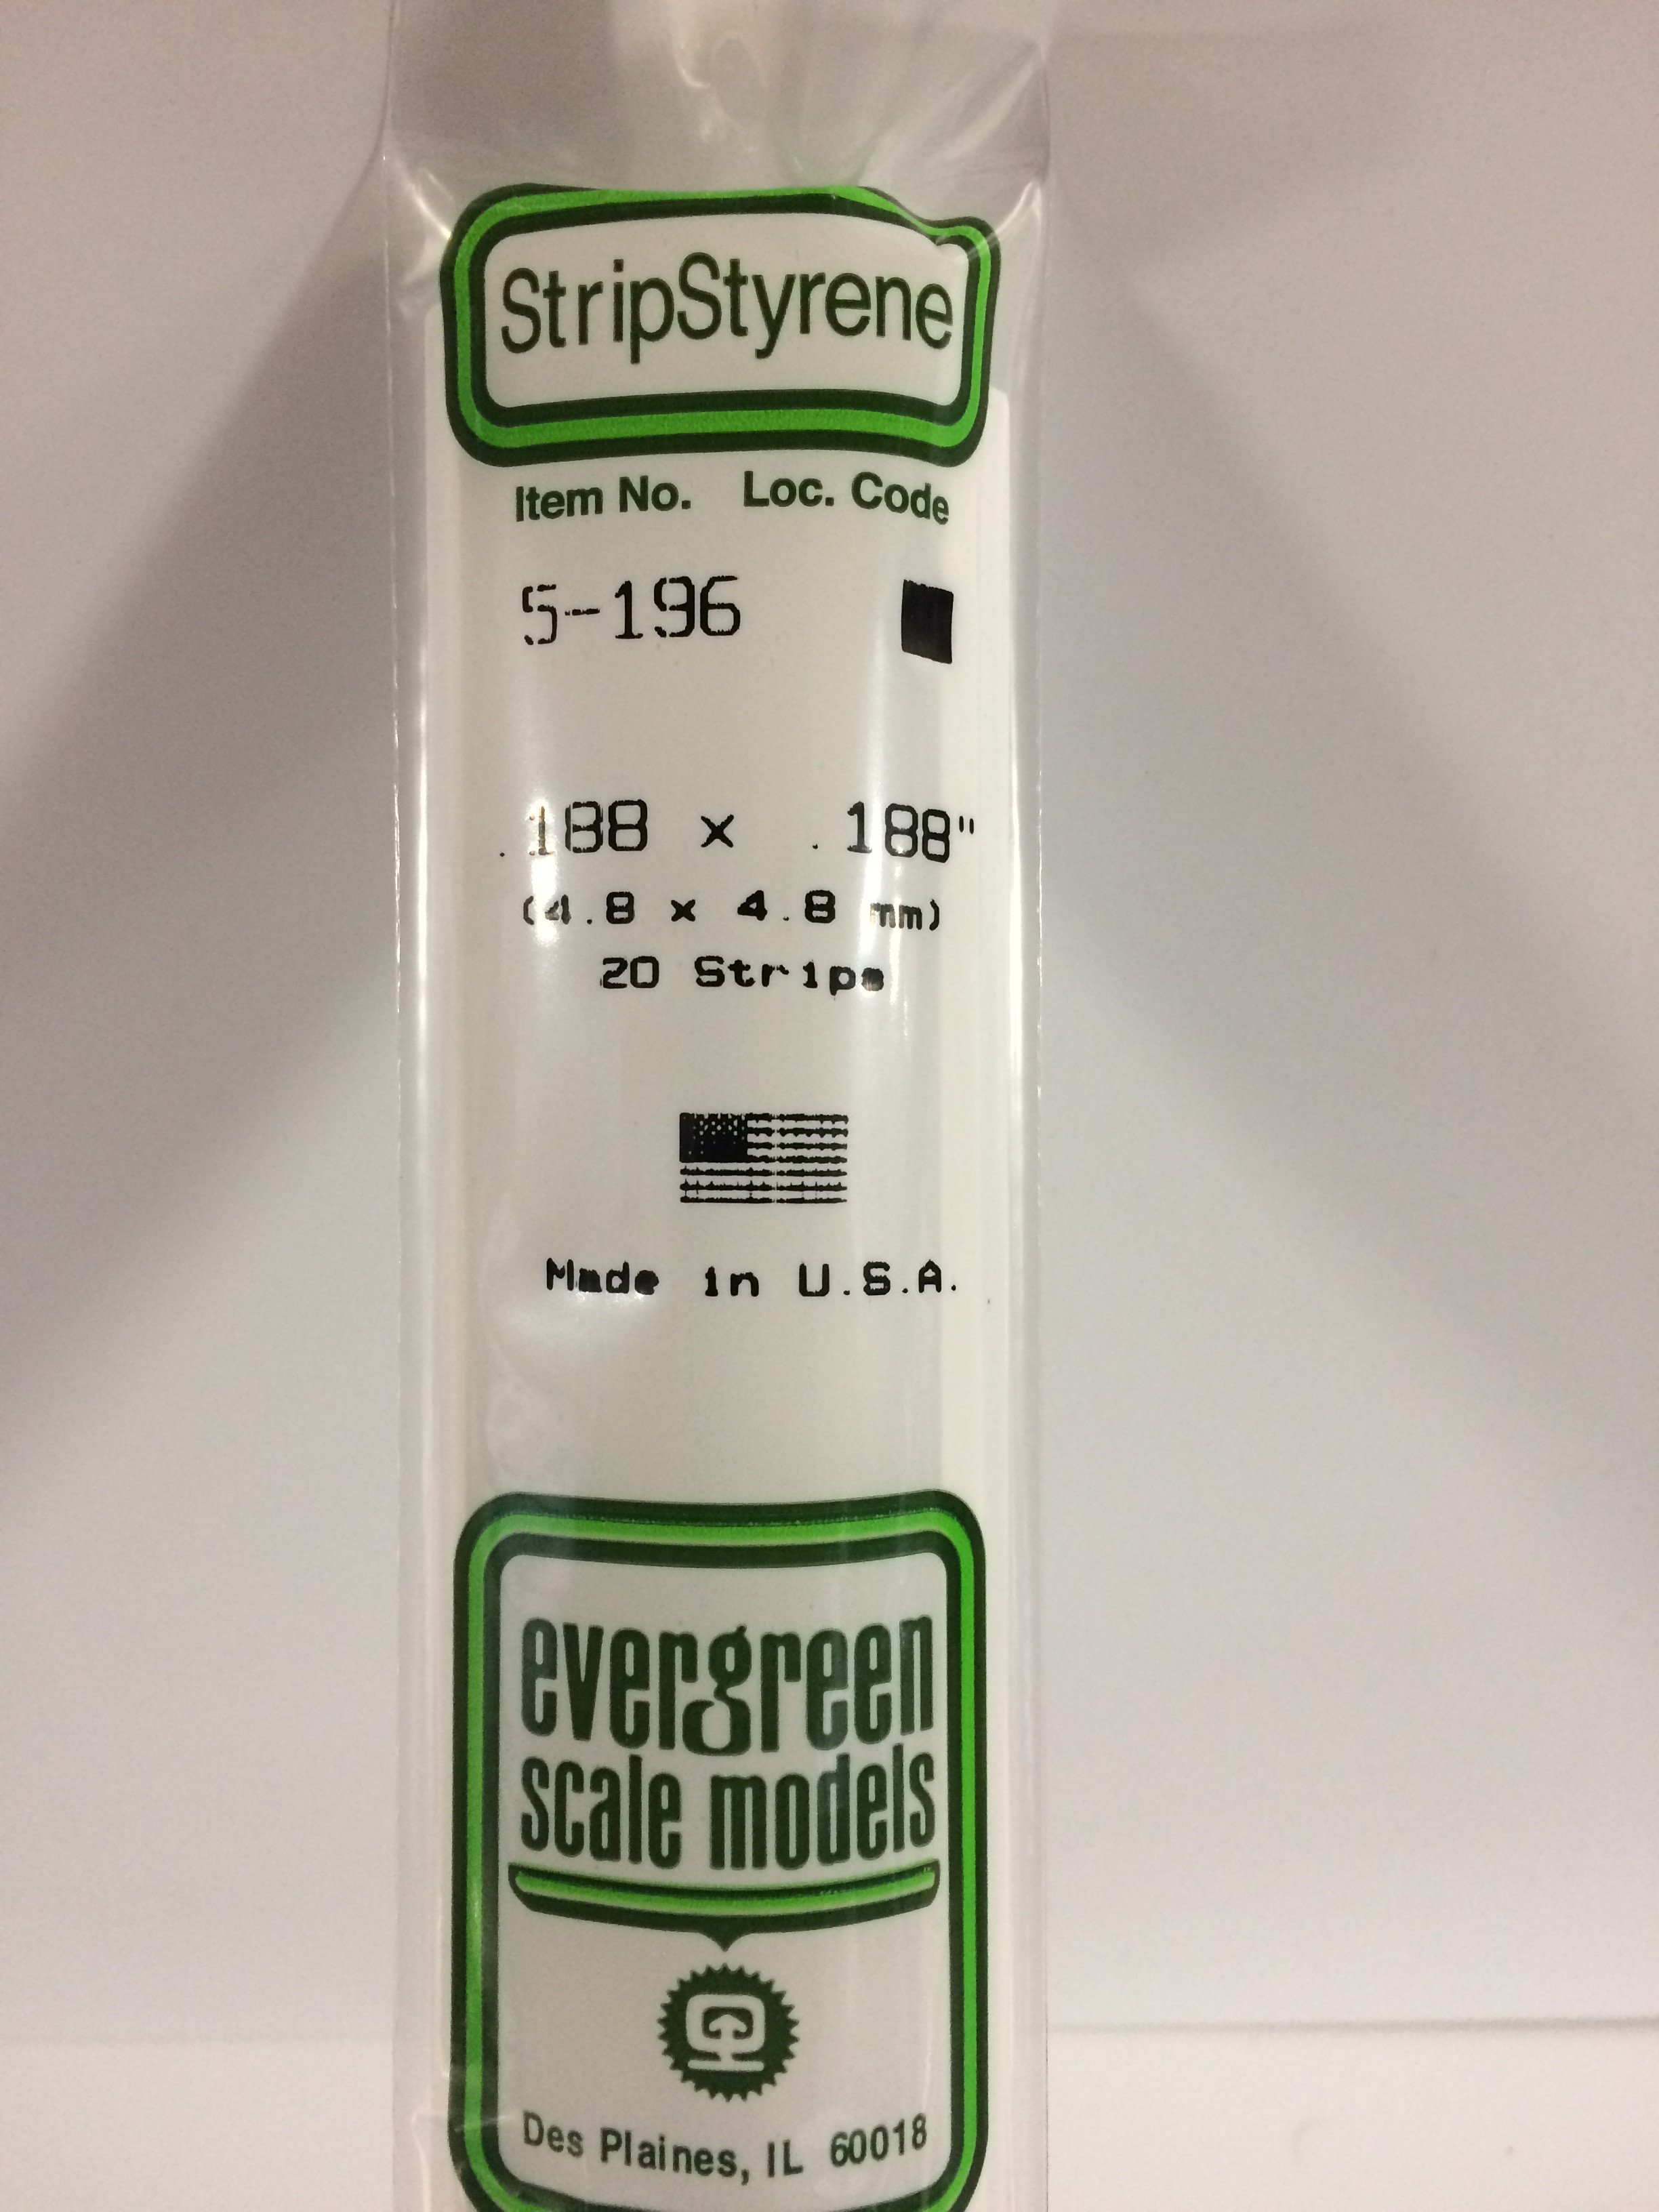 StripStyrene
Item No. Loc. Code
5-196
.188 x .188"
(4.8 x 4.8 mm)
20 Strips
Made in U.S.A.
evergreen
scale models
Des Plaines, IL 60018